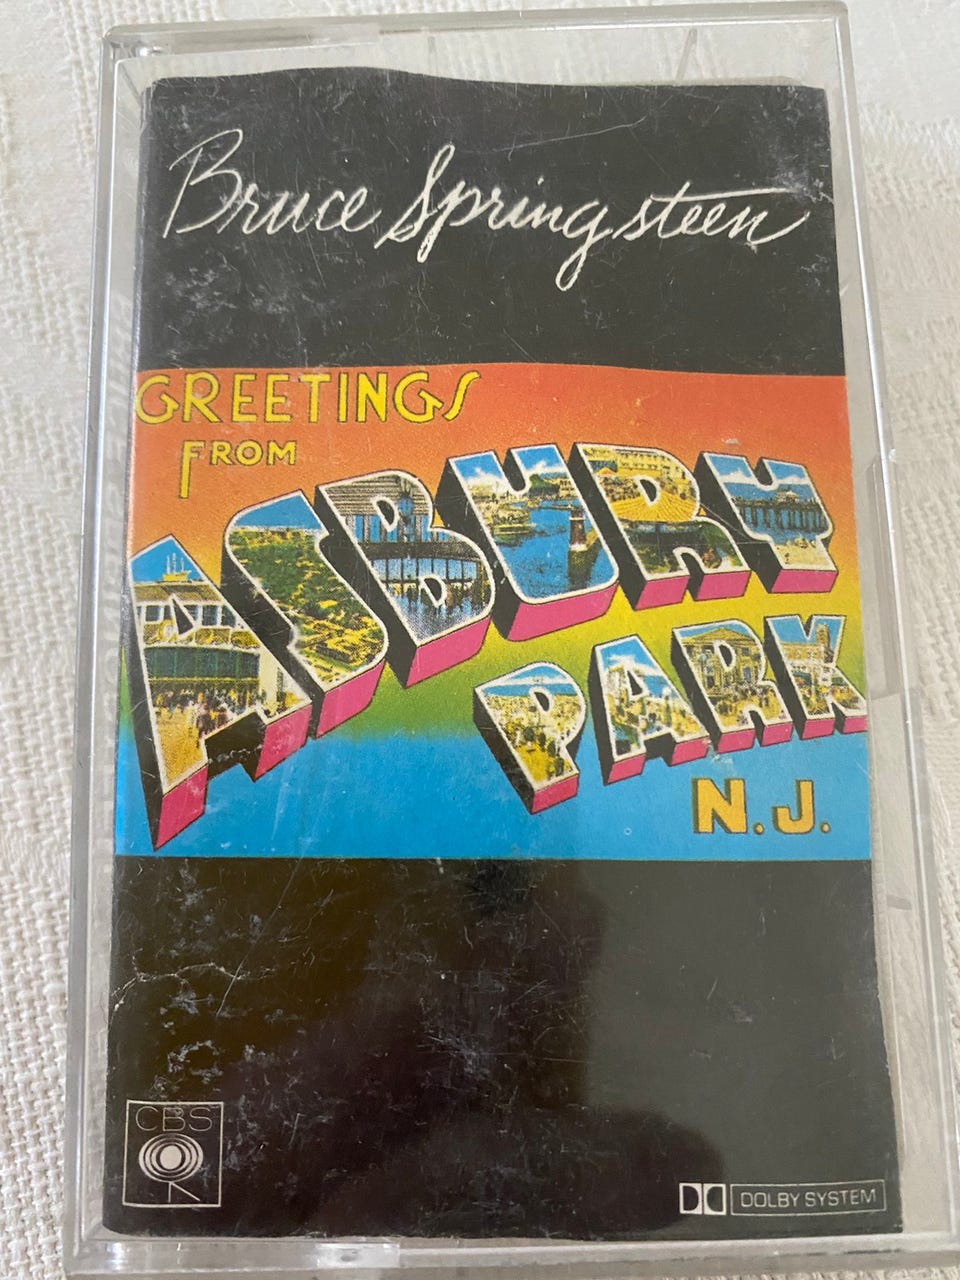 Bruce Springsteen
GREETINGS
FROM
ASBURY
PARK
N.J.
CBS
DOLBY SYSTEM